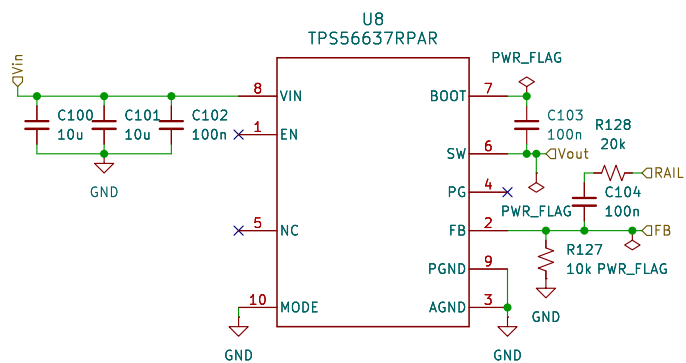 U8
TPS56637RPAR
Vin
PWR_FLAG
8
VIN
BOOT
7
C100
10u
C101
10u
C102
100n
C103
100n
R128
20k
1
EN
SW
6
Vout
PG
4
RAIL
C104
100n
GND
PWR_FLAG
5
NC
FB
2
FB
R127
10k
PWR_FLAG
PGND
9
10
MODE
AGND
3
GND
GND
GND